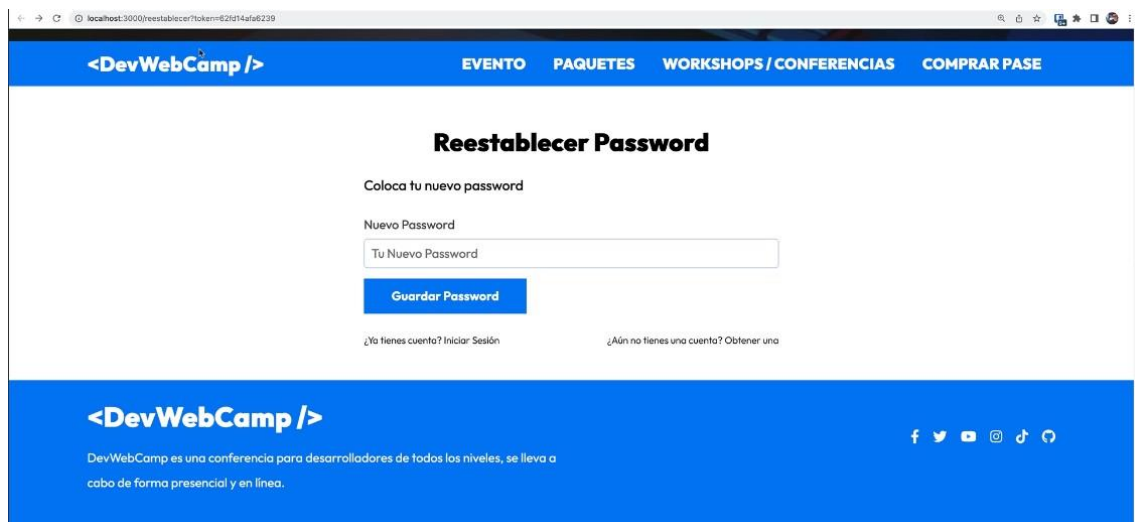 localhost:3000/reestablecer?token=62fd14afa6239
<DevWebCamp />
EVENTO PAQUETES WORKSHOPS / CONFERENCIAS COMPRAR PASE
Reestablecer Password
Coloca tu nuevo password
Nuevo Password
Tu Nuevo Password
Guardar Password
¿Ya tienes cuenta? Iniciar Sesión ¿Aún no tienes una cuenta? Obtener una
<DevWebCamp />
DevWebCamp es una conferencia para desarrolladores de todos los niveles, se lleva a
cabo de forma presencial y en línea.